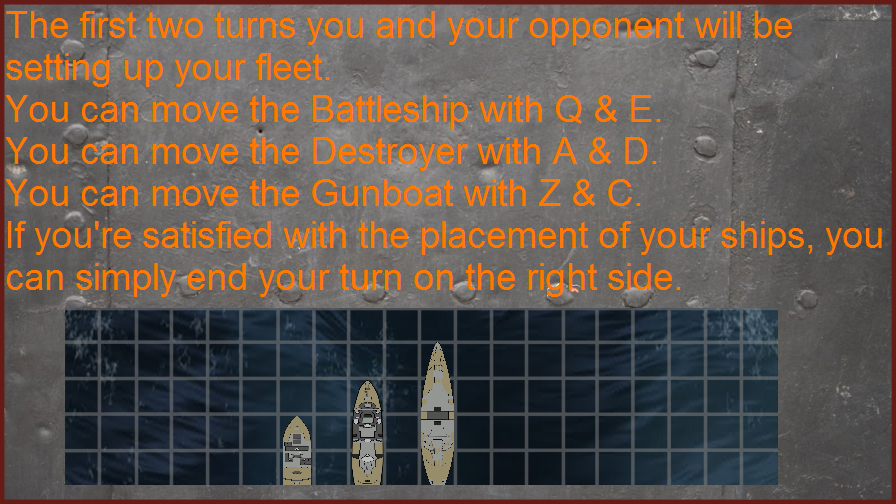 The first two turns you and your opponent will be
setting up your fleet.
You can move the Battleship with Q & E.
You can move the Destroyer with A & D.
You can move the Gunboat with Z & C.
If you're satisfied with the placement of your ships, you
can simply end your turn on the right side.